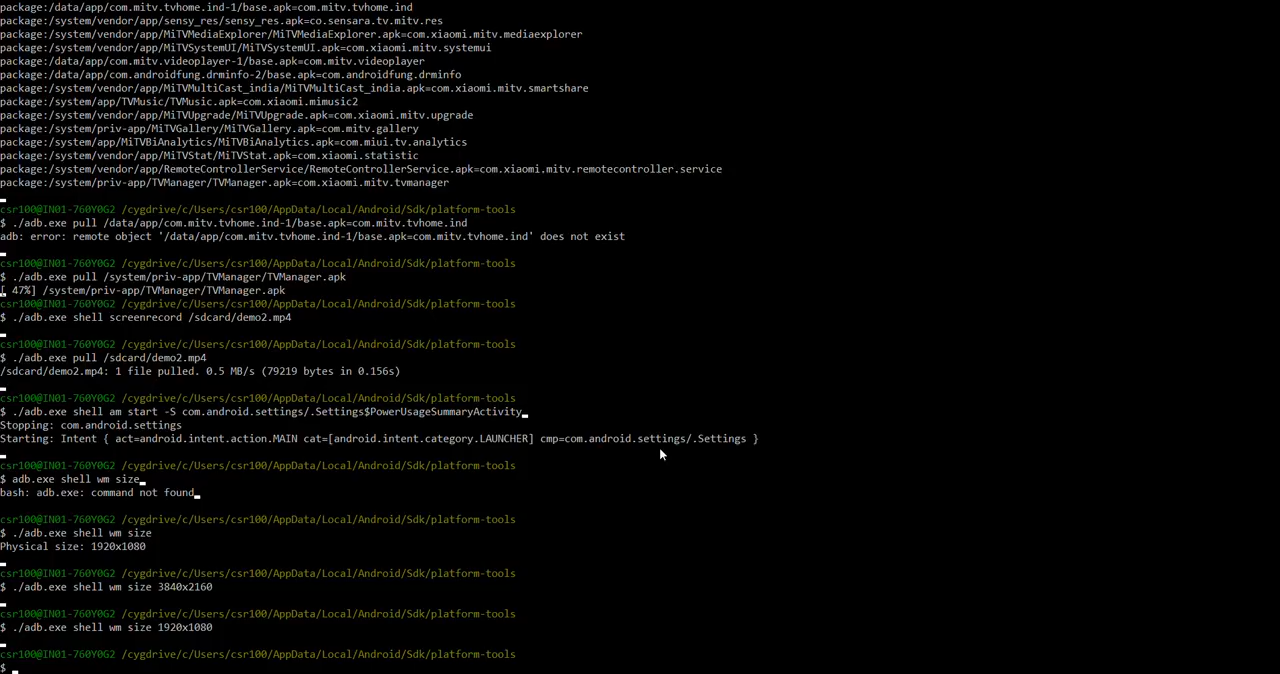 package:/data/app/com.mitv.tvhome.ind-1/base.apk=com.mitv.tvhome.ind
package:/system/vendor/app/sensy_res/sensy_res.apk=co.sensara.tv.mitv.res
package:/system/vendor/app/MiTVMediaExplorer/MiTVMediaExplorer.apk=com.xiaomi.mitv.mediaexplorer
package:/system/vendor/app/MiTVSystemUI/MiTVSystemUI.apk=com.xiaomi.mitv.systemui
package:/data/app/com.mitv.videoplayer-1/base.apk=com.mitv.videoplayer
package:/data/app/com.androidfung.drminfo-2/base.apk=com.androidfung.drminfo
package:/system/vendor/app/MiTVMultiCast_india/MiTVMultiCast_india.apk=com.xiaomi.mitv.smartshare
package:/system/app/TVMusic/TVMusic.apk=com.xiaomi.mimusic2
package:/system/vendor/app/MiTVUpgrade/MiTVUpgrade.apk=com.xiaomi.mitv.upgrade
package:/system/priv-app/MiTVGallery/MiTVGallery.apk=com.mitv.gallery
package:/system/app/MiTVBiAnalytics/MiTVBiAnalytics.apk=com.miui.tv.analytics
package:/system/vendor/app/MiTVStat/MiTVStat.apk=com.xiaomi.statistic
package:/system/vendor/app/RemoteControllerService/RemoteControllerService.apk=com.xiaomi.mitv.remotecontroller.service
package:/system/priv-app/TVManager/TVManager.apk=com.xiaomi.mitv.tvmanager
csr100@IN01-760Y0G2 /cygdrive/c/Users/csr100/AppData/Local/Android/Sdk/platform-tools
$ ./adb.exe pull /data/app/com.mitv.tvhome.ind-1/base.apk=com.mitv.tvhome.ind
adb: error: remote object '/data/app/com.mitv.tvhome.ind-1/base.apk=com.mitv.tvhome.ind' does not exist
csr100@IN01-760Y0G2 /cygdrive/c/Users/csr100/AppData/Local/Android/Sdk/platform-tools
$ ./adb.exe pull /system/priv-app/TVManager/TVManager.apk
[ 47%] /system/priv-app/TVManager/TVManager.apk
csr100@IN01-760Y0G2 /cygdrive/c/Users/csr100/AppData/Local/Android/Sdk/platform-tools
$ ./adb.exe shell screenrecord /sdcard/demo2.mp4
csr100@IN01-760Y0G2 /cygdrive/c/Users/csr100/AppData/Local/Android/Sdk/platform-tools
$ ./adb.exe pull /sdcard/demo2.mp4
/sdcard/demo2.mp4: 1 file pulled. 0.5 MB/s (79219 bytes in 0.156s)
csr100@IN01-760Y0G2 /cygdrive/c/Users/csr100/AppData/Local/Android/Sdk/platform-tools
$ ./adb.exe shell am start -S com.android.settings/.Settings$PowerUsageSummaryActivity
Stopping: com.android.settings
Starting: Intent { act=android.intent.action.MAIN cat=[android.intent.category.LAUNCHER] cmp=com.android.settings/.Settings }
csr100@IN01-760Y0G2 /cygdrive/c/Users/csr100/AppData/Local/Android/Sdk/platform-tools
$ adb.exe shell wm size
bash: adb.exe: command not found
csr100@IN01-760Y0G2 /cygdrive/c/Users/csr100/AppData/Local/Android/Sdk/platform-tools
$ ./adb.exe shell wm size
Physical size: 1920x1080
csr100@IN01-760Y0G2 /cygdrive/c/Users/csr100/AppData/Local/Android/Sdk/platform-tools
$ ./adb.exe shell wm size 3840x2160
csr100@IN01-760Y0G2 /cygdrive/c/Users/csr100/AppData/Local/Android/Sdk/platform-tools
$ ./adb.exe shell wm size 1920x1080
csr100@IN01-760Y0G2 /cygdrive/c/Users/csr100/AppData/Local/Android/Sdk/platform-tools
$